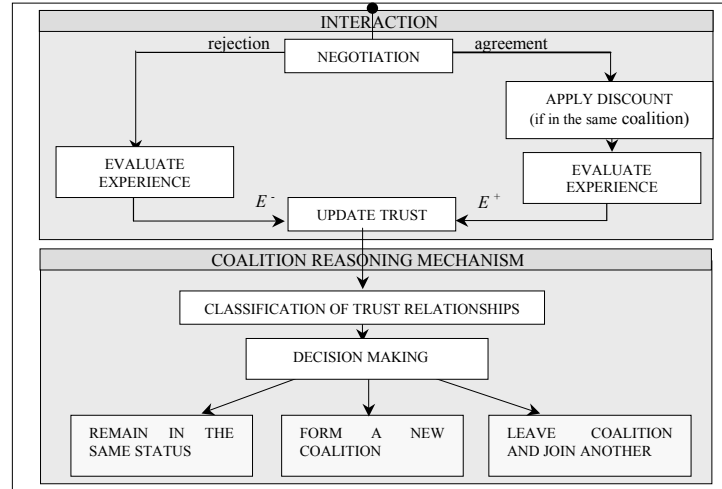 INTERACTION
rejection
NEGOTIATION
agreement
APPLY DISCOUNT
(if in the same coalition)
EVALUATE
EXPERIENCE
EVALUATE
EXPERIENCE
E -
UPDATE TRUST
E +
COALITION REASONING MECHANISM
CLASSIFICATION OF TRUST RELATIONSHIPS
DECISION MAKING
REMAIN IN THE
SAME STATUS
FORM A NEW
COALITION
LEAVE COALITION
AND JOIN ANOTHER